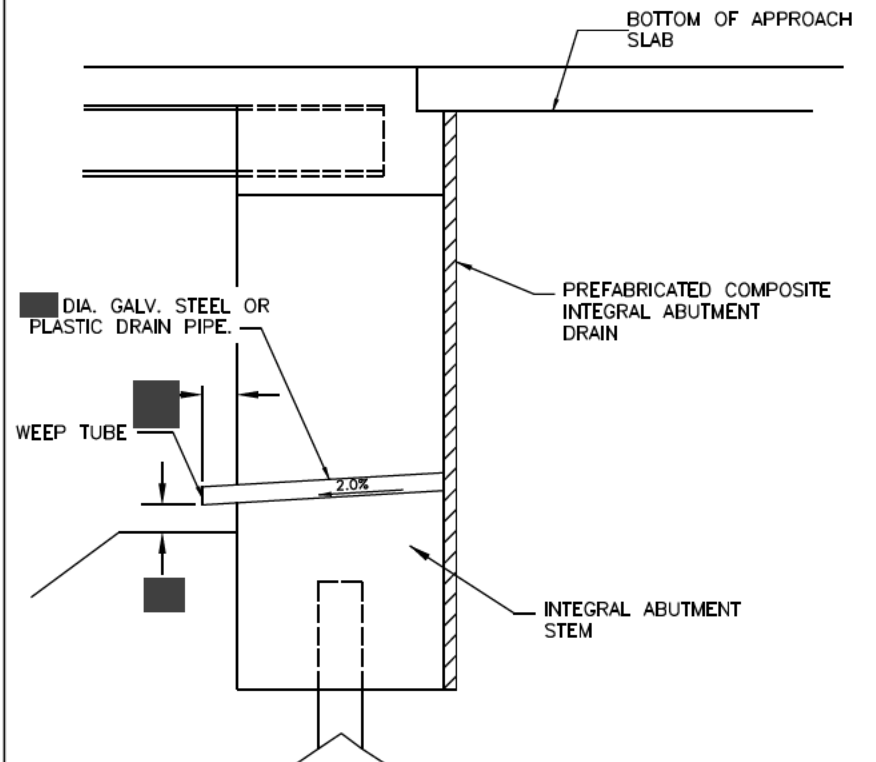 BOTTOM OF APPROACH
SLAB
PREFABRICATED COMPOSITE
INTEGRAL ABUTMENT
DRAIN
DIA. GALV. STEEL OR
PLASTIC DRAIN PIPE.
WEEP TUBE
2.0%
INTEGRAL ABUTMENT
STEM